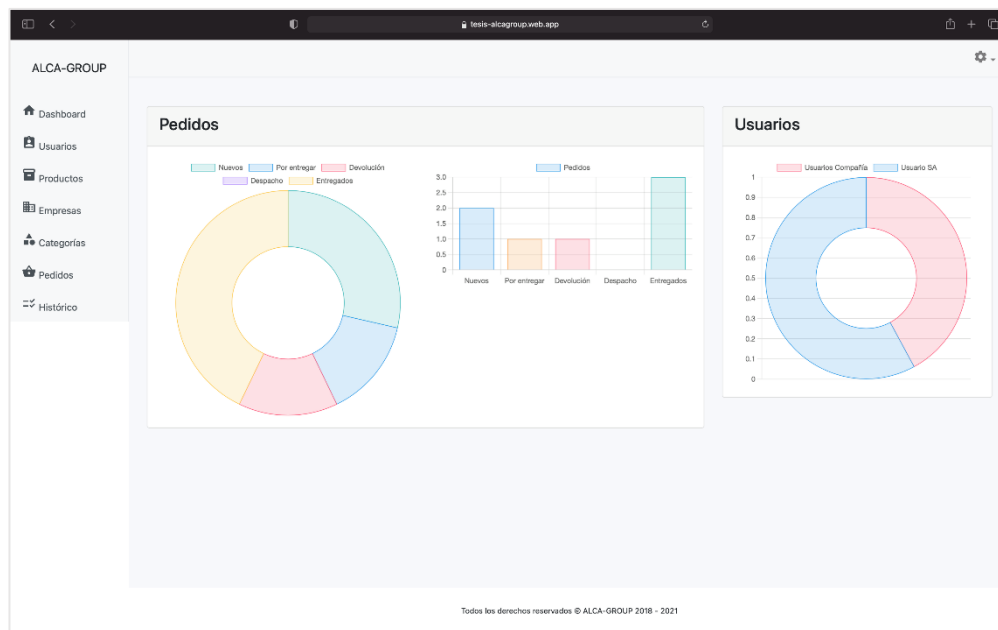 tesis-alcagroup.web.app
ALCA-GROUP
Dashboard
Usuarios
Productos
Empresas
Categorías
Pedidos
Histórico
Pedidos
Nuevos Por entregar Devolución
Despacho Entregados
Pedidos
3.0
2.5
2.0
1.5
1.0
0.5
0
Nuevos Por entregar Devolución Despacho Entregados
Usuarios
Usuarios Compañía Usuario SA
1
0.9
0.8
0.7
0.6
0.5
0.4
0.3
0.2
0.1
0
Todos los derechos reservados © ALCA-GROUP 2018 - 2021